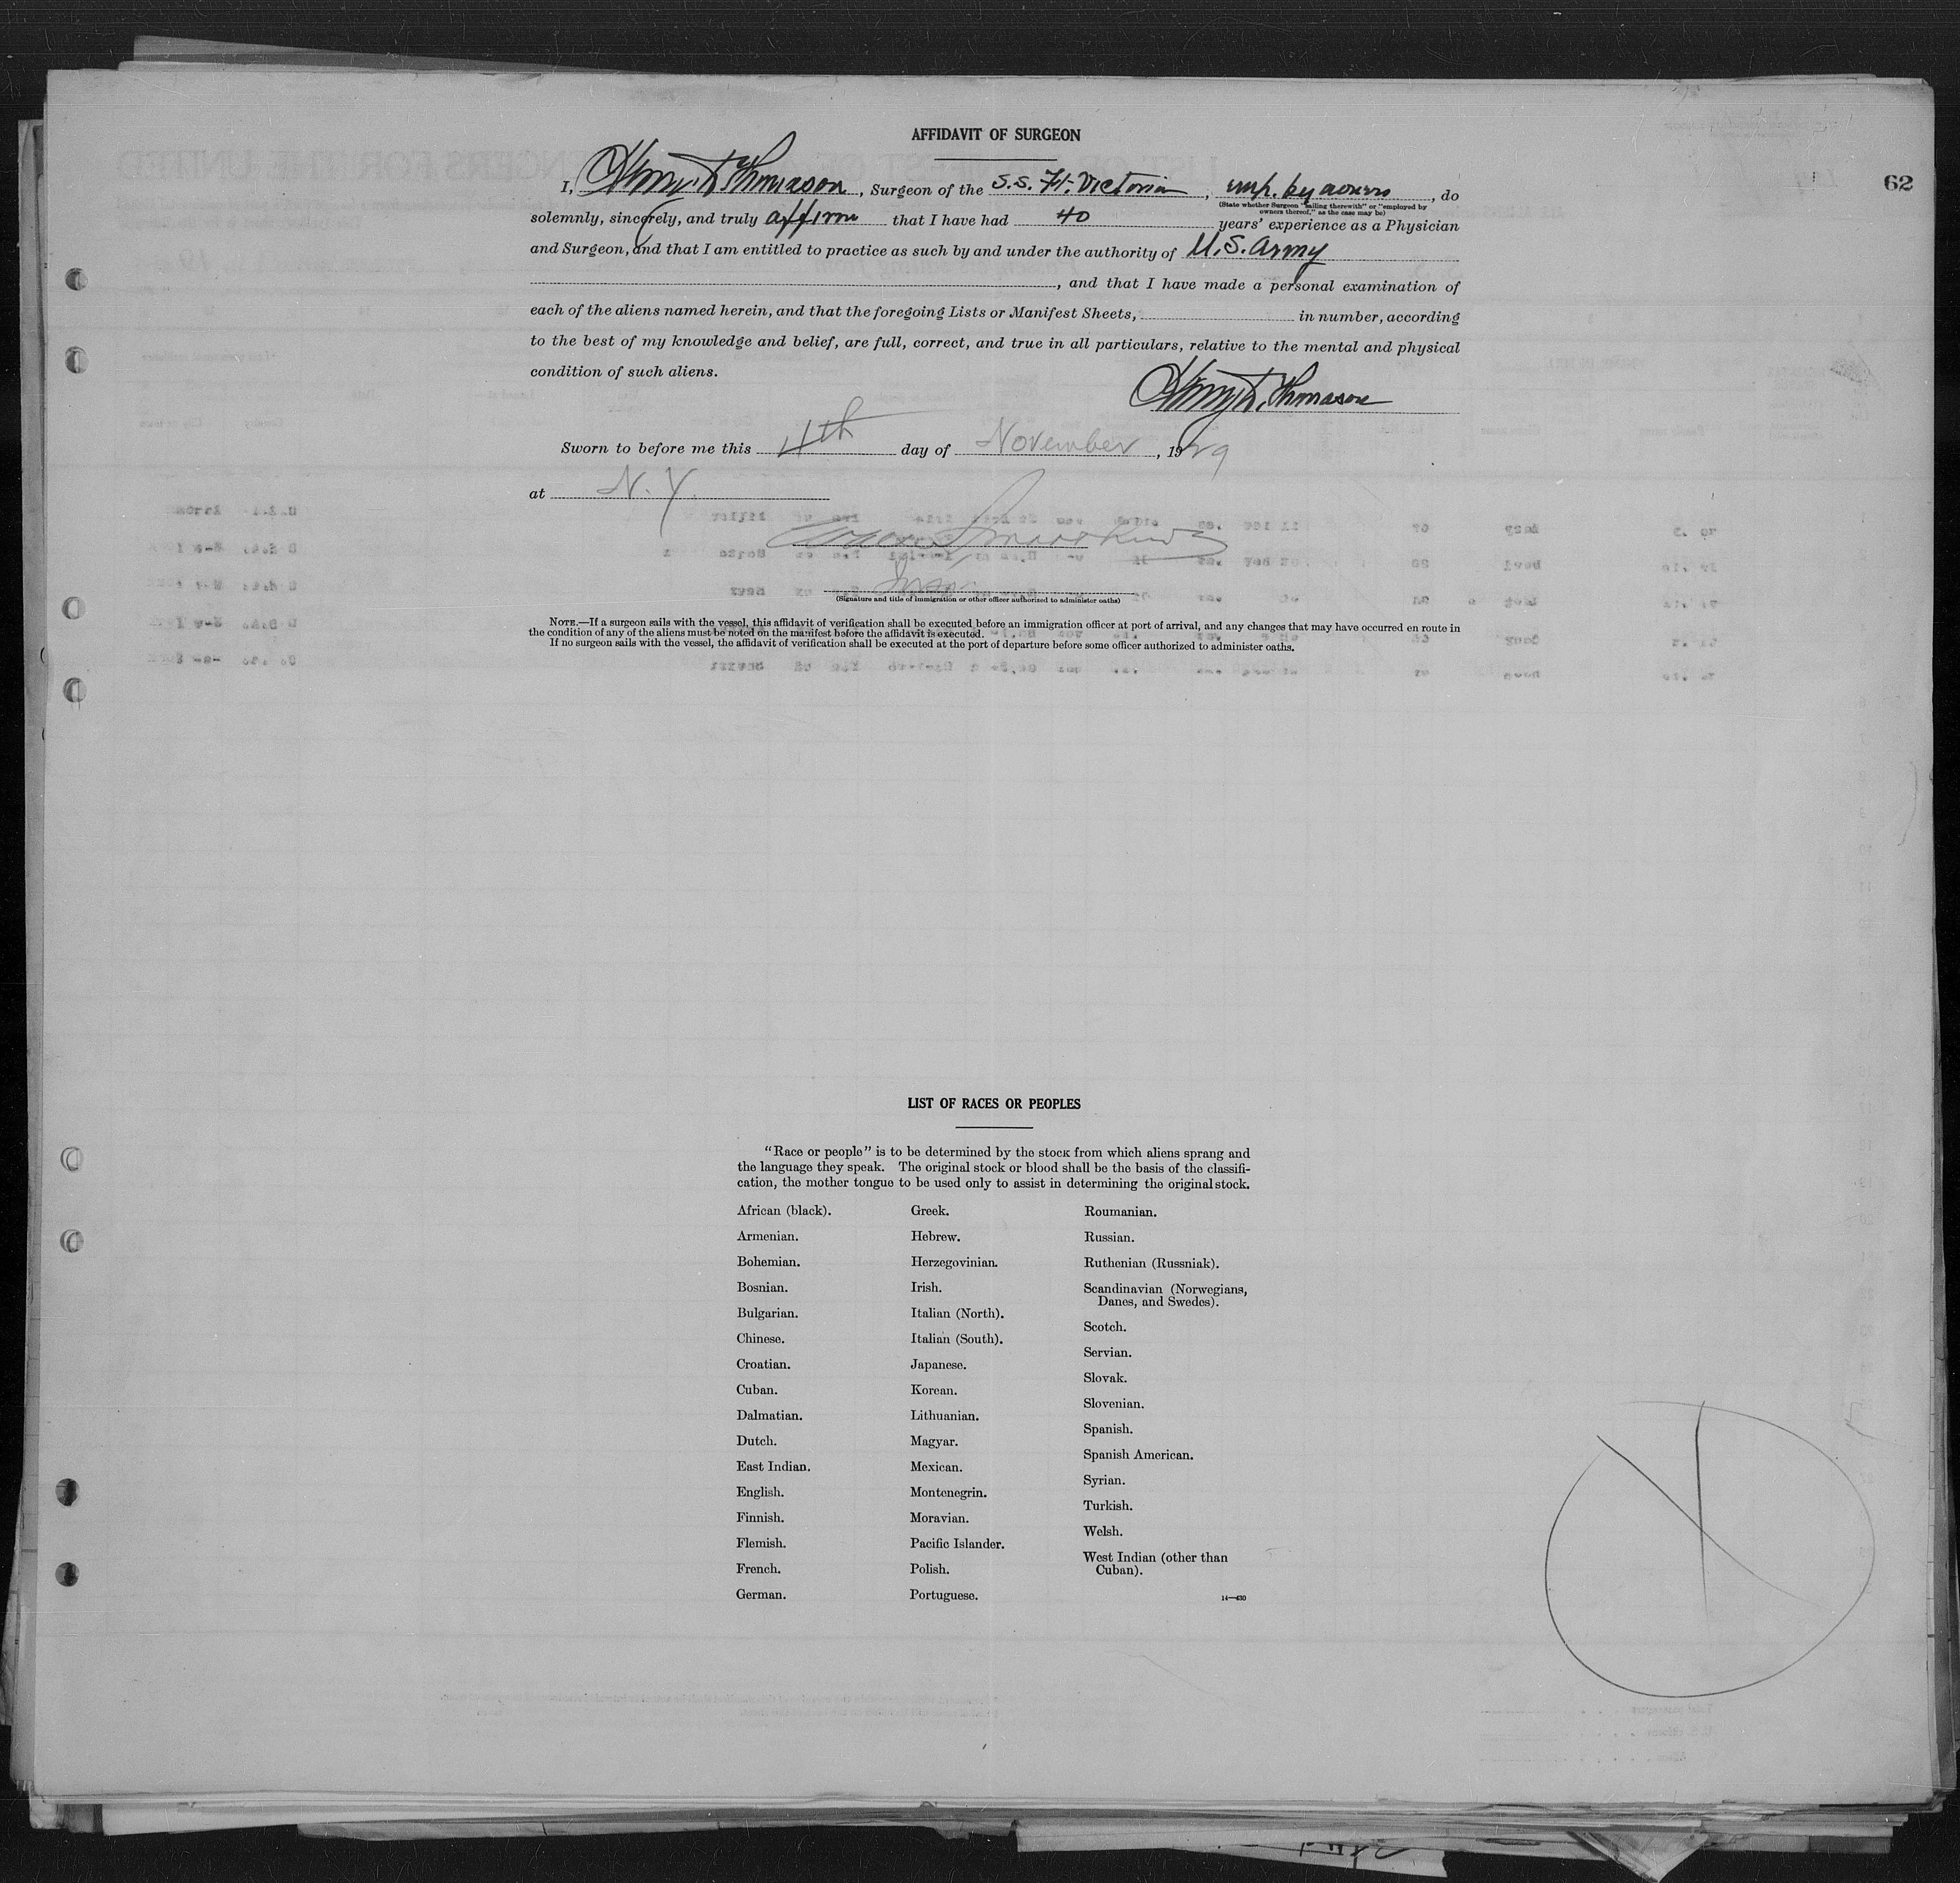 AFFIDAVIT OF SURGEON
62
I, Henry D. Thomason, Surgeon of the S.S. Ft. Victoria, emp. by owners, do
(State whether Surgeon "sailing therewith" or "employed by
owners thereof," as the case may be)
solemnly, sincerely, and truly affirm that I have had 40 years' experience as a Physician
and Surgeon, and that I am entitled to practice as such by and under the authority of U.S. Army
, and that I have made a personal examination of
each of the aliens named herein, and that the foregoing Lists or Manifest Sheets, in number, according
to the best of my knowledge and belief, are full, correct, and true in all particulars, relative to the mental and physical
condition of such aliens.
Henry D. Thomason
Sworn to before me this 4th day of November, 1929
at N.Y.
(Signature and title of immigration or other officer authorized to administer oaths)
NOTE.—If a surgeon sails with the vessel, this affidavit of verification shall be executed before an immigration officer at port of arrival, and any changes that may have occurred en route in
the condition of any of the aliens must be noted on the manifest before the affidavit is executed.
If no surgeon sails with the vessel, the affidavit of verification shall be executed at the port of departure before some officer authorized to administer oaths.
LIST OF RACES OR PEOPLES
"Race or people" is to be determined by the stock from which aliens sprang and
the language they speak. The original stock or blood shall be the basis of the classifi-
cation, the mother tongue to be used only to assist in determining the original stock.
African (black).
Armenian.
Bohemian.
Bosnian.
Bulgarian.
Chinese.
Croatian.
Cuban.
Dalmatian.
Dutch.
East Indian.
English.
Finnish.
Flemish.
French.
German.
Greek.
Hebrew.
Herzegovinian.
Irish.
Italian (North).
Italian (South).
Japanese.
Korean.
Lithuanian.
Magyar.
Mexican.
Montenegrin.
Moravian.
Pacific Islander.
Polish.
Portuguese.
Roumanian.
Russian.
Ruthenian (Russniak).
Scandinavian (Norwegians,
Danes, and Swedes).
Scotch.
Servian.
Slovak.
Slovenian.
Spanish.
Spanish American.
Syrian.
Turkish.
Welsh.
West Indian (other than
Cuban).
14—430